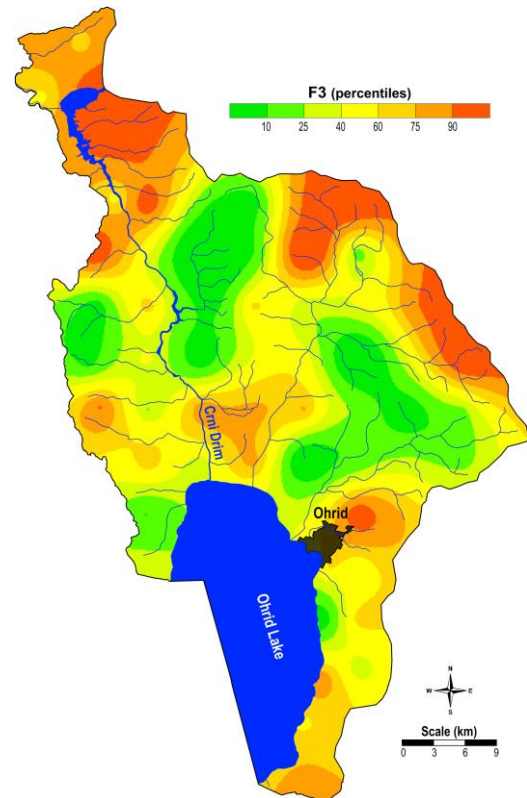 F3 (percentiles)
10 25 40 60 75 90
Crni Drim
Ohrid
Ohrid Lake
N
W E
S
Scale (km)
0 3 6 9